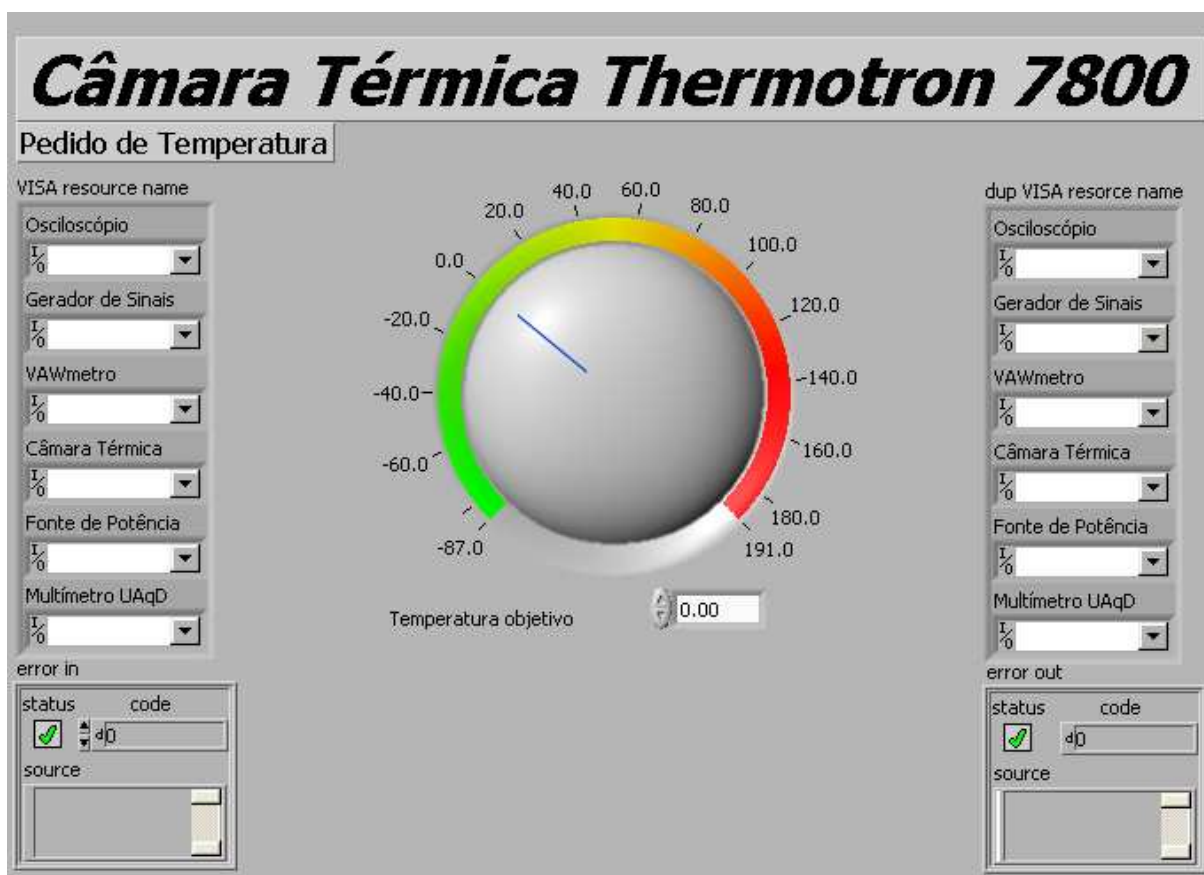 Câmara Térmica Thermotron 7800
Pedido de Temperatura
VISA resource name
Osciloscópio
Gerador de Sinais
VAWmetro
Câmara Térmica
Fonte de Potência
Multímetro UAqD
error in
status code
d0
source
-87.0
-60.0
-40.0
-20.0
0.0
20.0
40.0
60.0
80.0
100.0
120.0
140.0
160.0
180.0
191.0
Temperatura objetivo 0.00
dup VISA resorce name
Osciloscópio
Gerador de Sinais
VAWmetro
Câmara Térmica
Fonte de Potência
Multímetro UAqD
error out
status code
d0
source